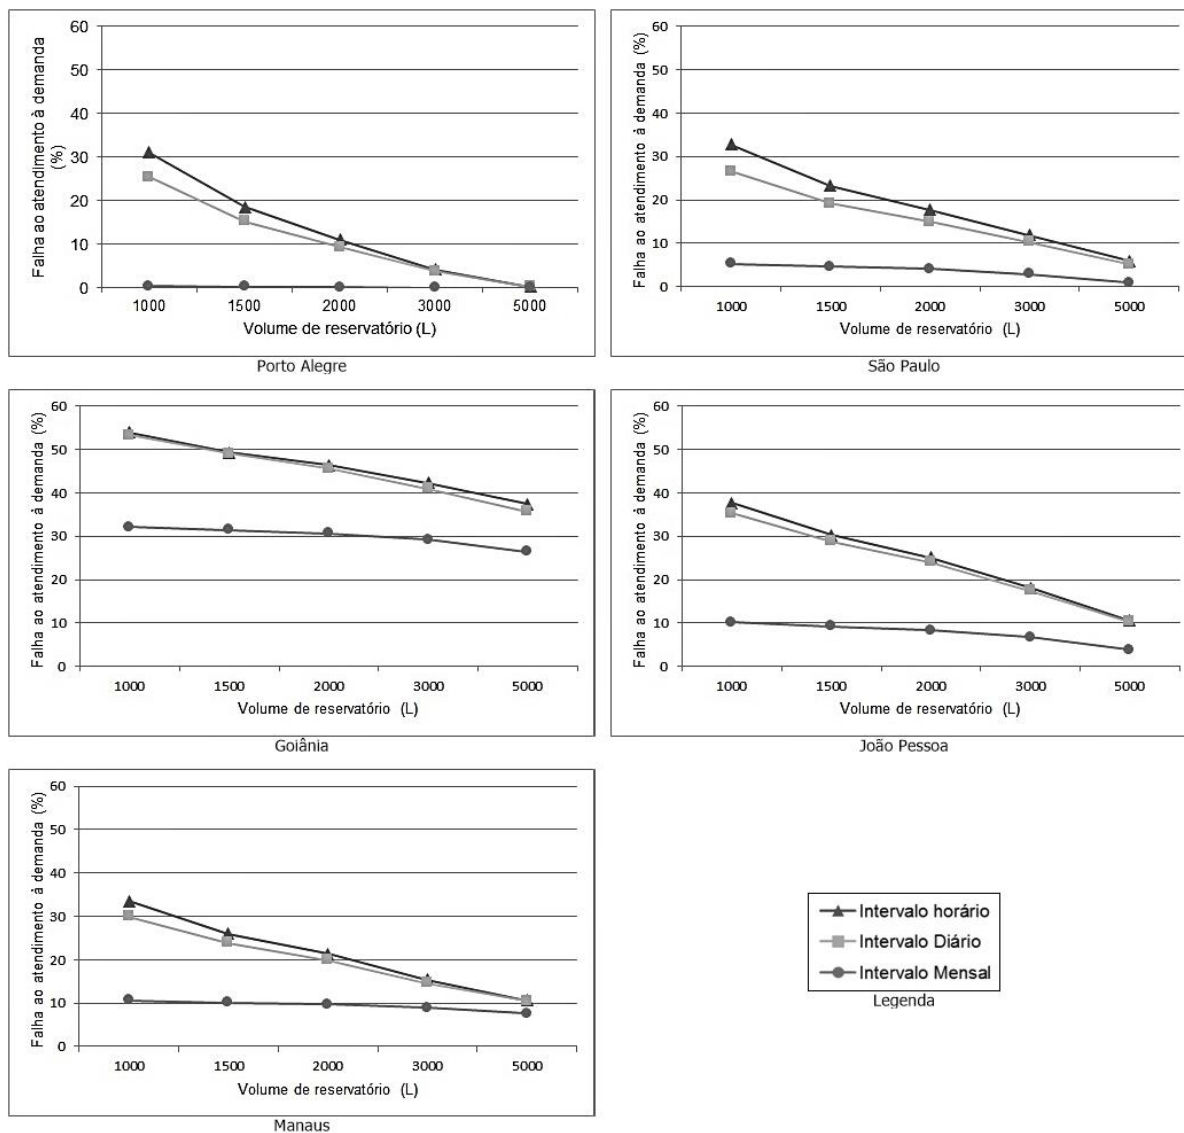 Falha ao atendimento à demanda
(%)
60
50
40
30
20
10
0
1000 1500 2000 3000 5000
Volume de reservatório (L)
Porto Alegre
Falha ao atendimento à demanda (%)
60
50
40
30
20
10
0
1000 1500 2000 3000 5000
Volume de reservatório (L)
São Paulo
Falha ao atendimento à demanda (%)
60
50
40
30
20
10
0
1000 1500 2000 3000 5000
Volume de reservatório (L)
Goiânia
Falha ao atendimento à demanda (%)
60
50
40
30
20
10
0
1000 1500 2000 3000 5000
Volume de reservatório (L)
João Pessoa
Falha ao atendimento à demanda (%)
60
50
40
30
20
10
0
1000 1500 2000 3000 5000
Volume de reservatório (L)
Manaus
Intervalo horário
Intervalo Diário
Intervalo Mensal
Legenda